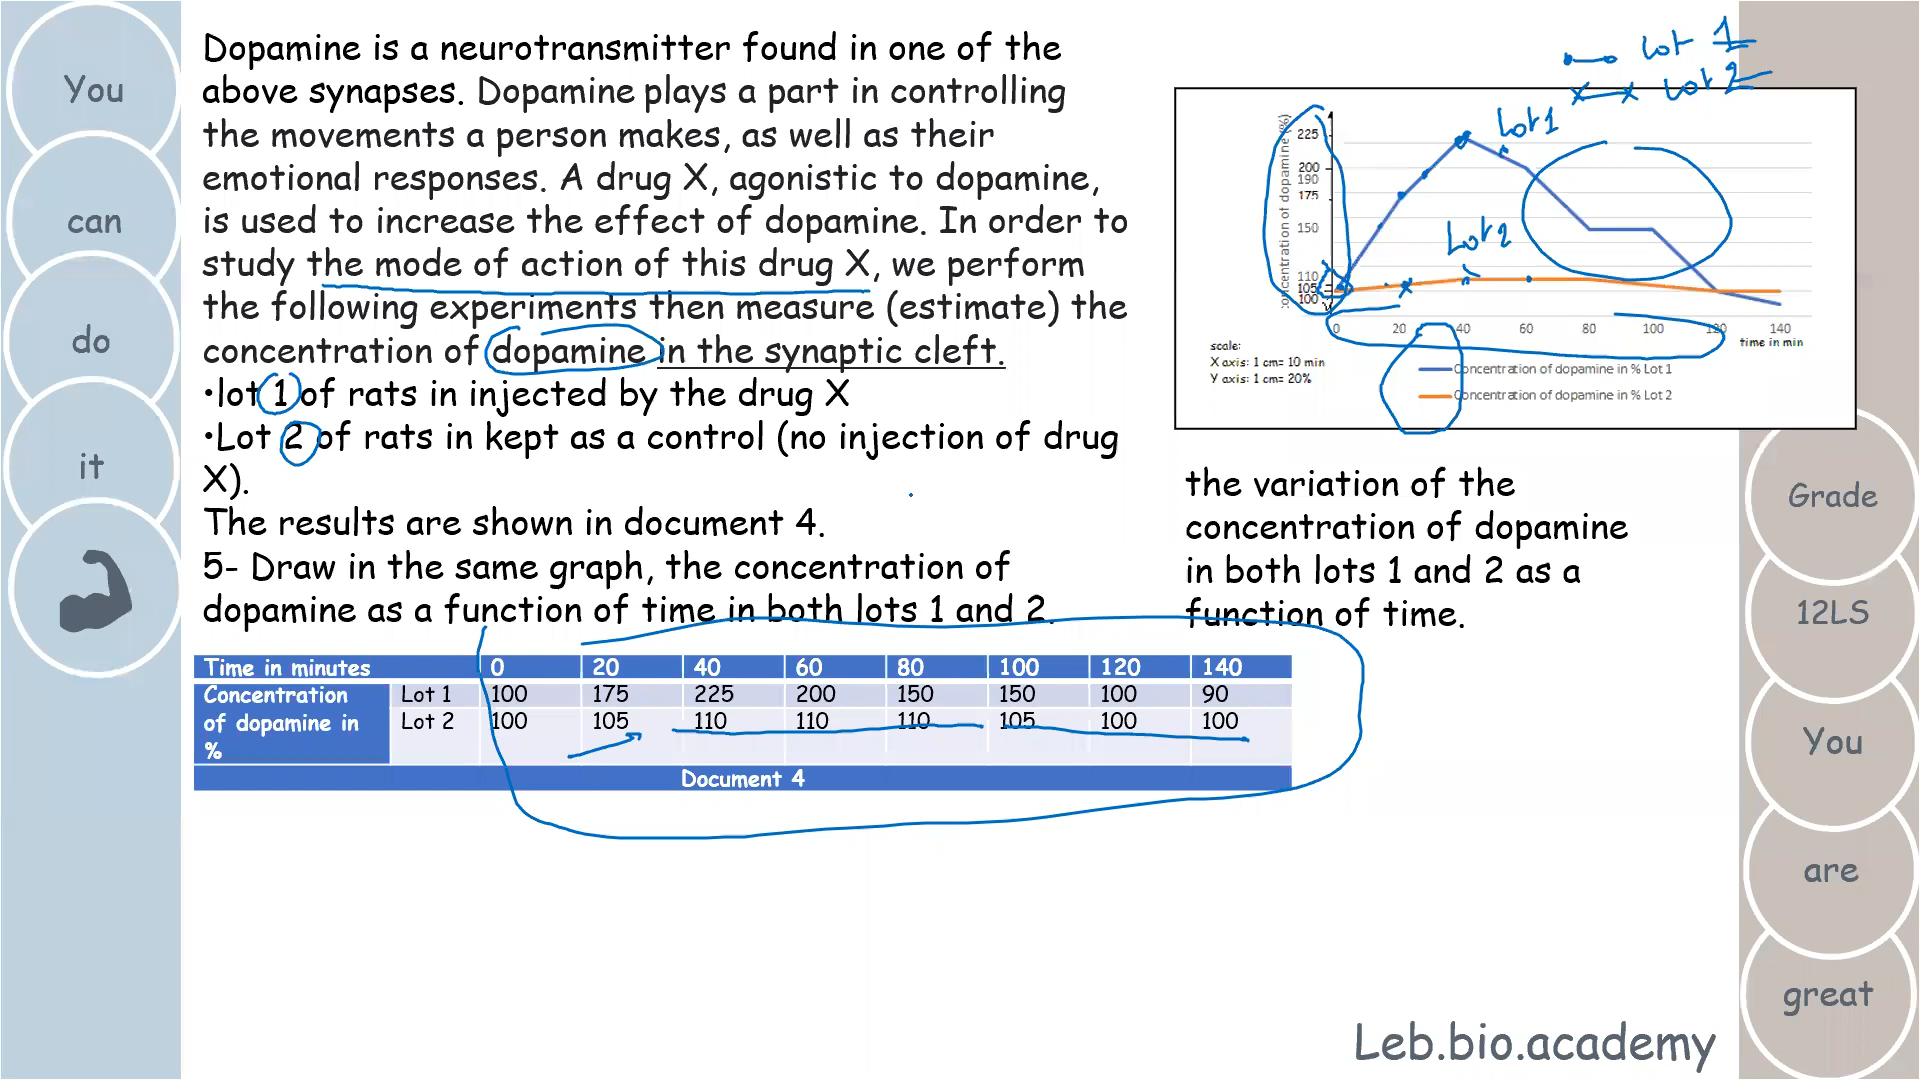 You
can
do
it
Dopamine is a neurotransmitter found in one of the
above synapses. Dopamine plays a part in controlling
the movements a person makes, as well as their
emotional responses. A drug X, agonistic to dopamine,
is used to increase the effect of dopamine. In order to
study the mode of action of this drug X, we perform
the following experiments then measure (estimate) the
concentration of dopamine in the synaptic cleft.
•lot 1 of rats in injected by the drug X
•Lot 2 of rats in kept as a control (no injection of drug
X).
The results are shown in document 4.
5- Draw in the same graph, the concentration of
dopamine as a function of time in both lots 1 and 2.
Time in minutes 0 20 40 60 80 100 120 140
Concentration of dopamine in % Lot 1 100 175 225 200 150 150 100 90
Lot 2 100 105 110 110 110 105 100 100
Document 4
Lot 1
Lot 2
concentration of dopamine (%)
225
200
190
175
150
110
105
100
Lot 1
Lot 2
0 20 40 60 80 100 120 140
time in min
scale:
X axis: 1 cm= 10 min
Y axis: 1 cm= 20%
Concentration of dopamine in % Lot 1
Concentration of dopamine in % Lot 2
the variation of the
concentration of dopamine
in both lots 1 and 2 as a
function of time.
Grade
12LS
You
are
great
Leb.bio.academy